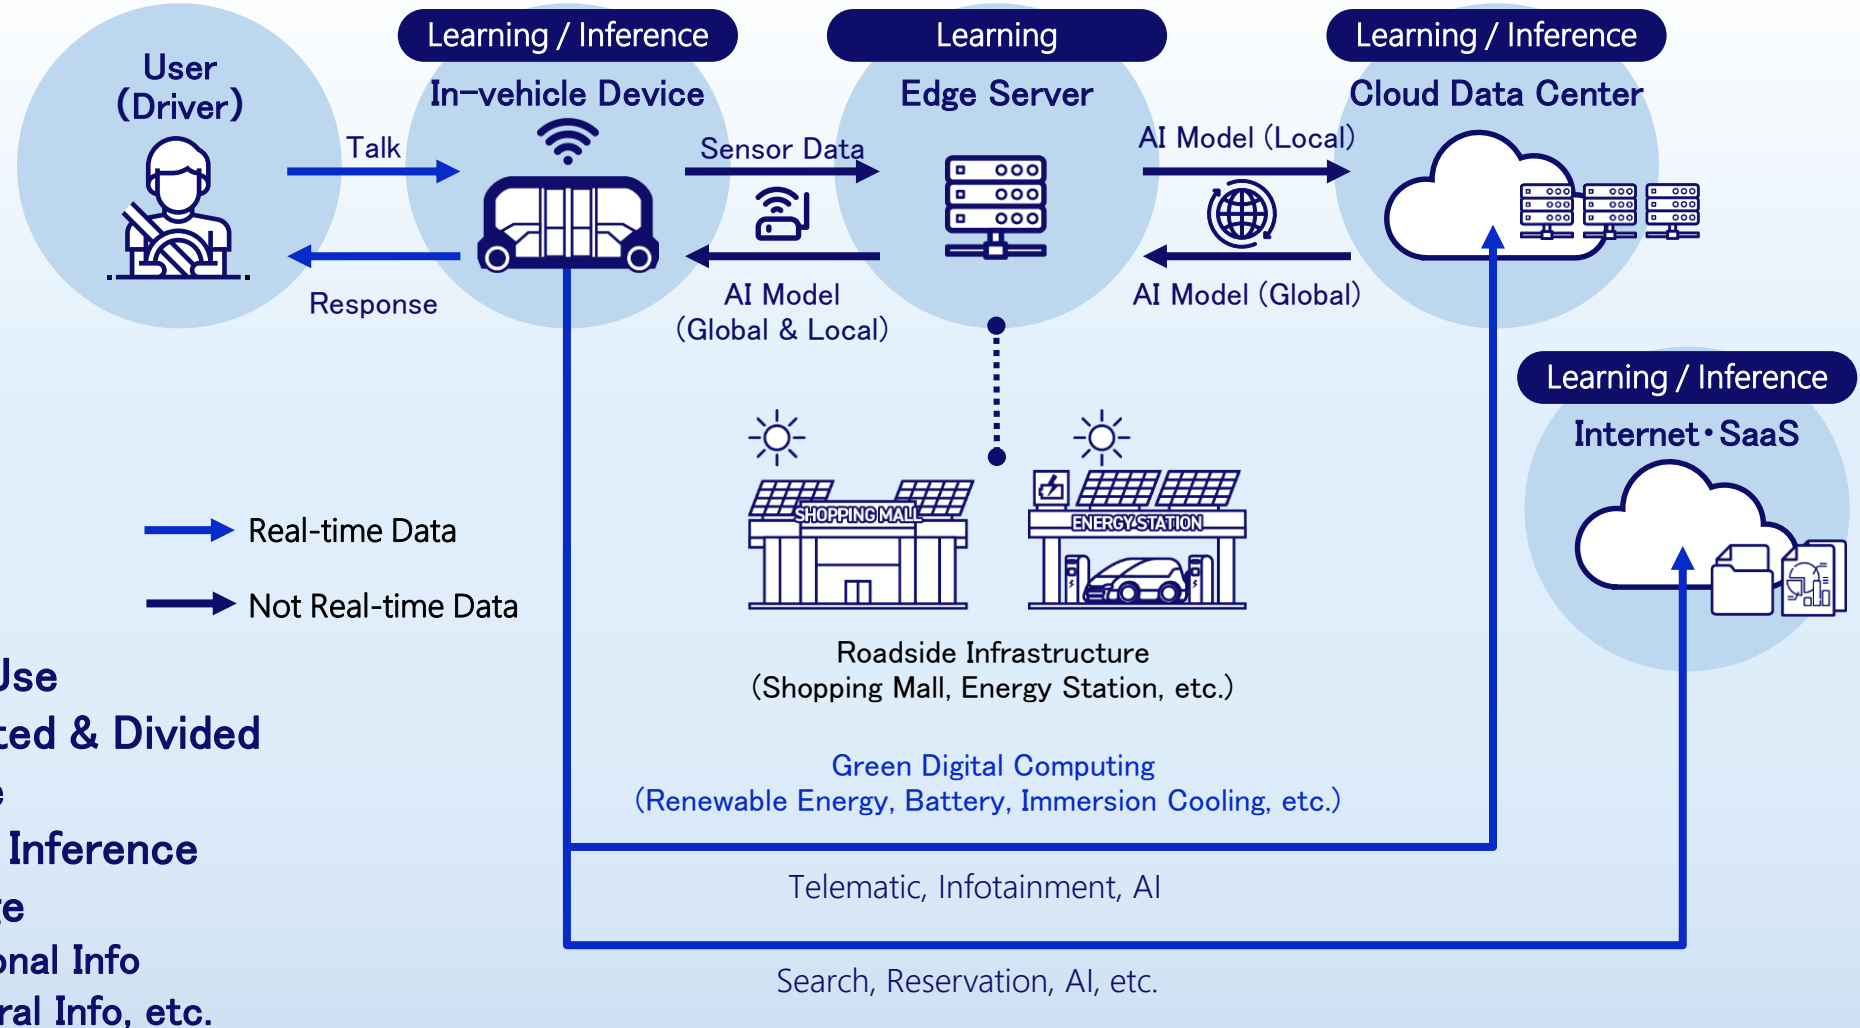 User
(Driver)
Learning / Inference
In-vehicle Device
Learning
Edge Server
Learning / Inference
Cloud Data Center
Talk
Sensor Data
AI Model (Local)
Response
AI Model
(Global & Local)
AI Model (Global)
Learning / Inference
Internet・SaaS
SHOPPING MALL
ENERGY STATION
Real-time Data
Not Real-time Data
Roadside Infrastructure
(Shopping Mall, Energy Station, etc.)
Green Digital Computing
(Renewable Energy, Battery, Immersion Cooling, etc.)
Telematic, Infotainment, AI
Search, Reservation, AI, etc.
Use
& Divided
Inference
Info
Info, etc.